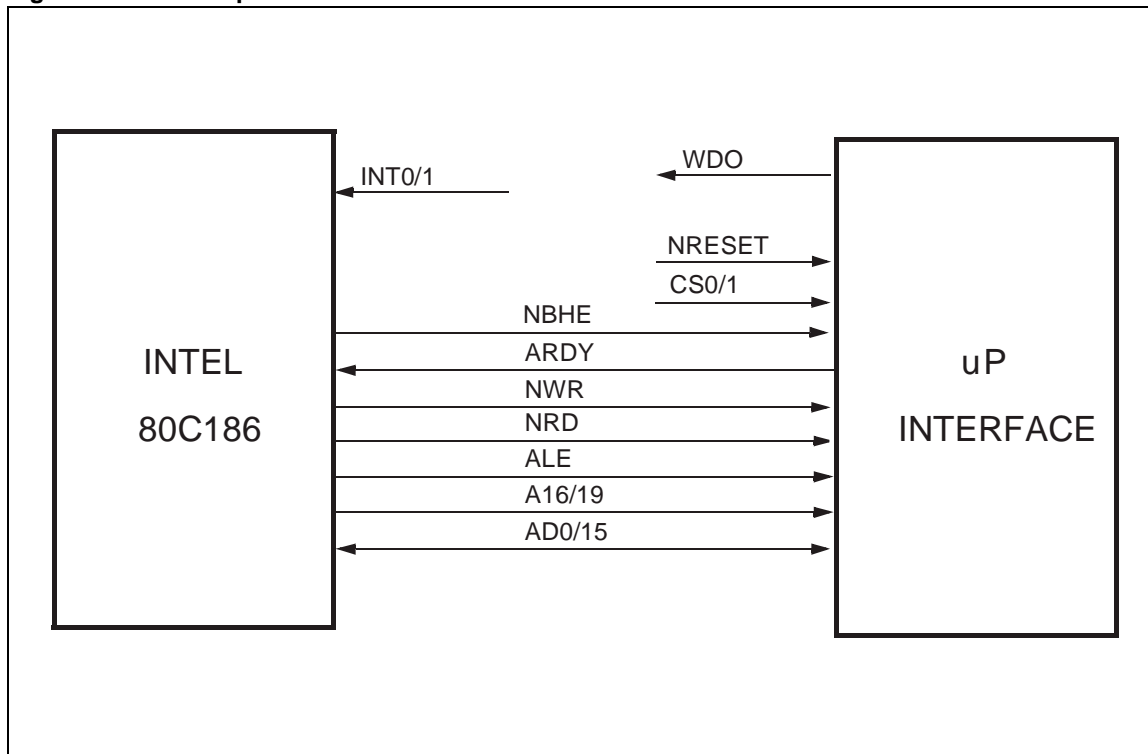 INT0/1
WDO
NRESET
CS0/1
NBHE
ARDY
NWR
NRD
ALE
A16/19
AD0/15
INTEL
80C186
uP
INTERFACE